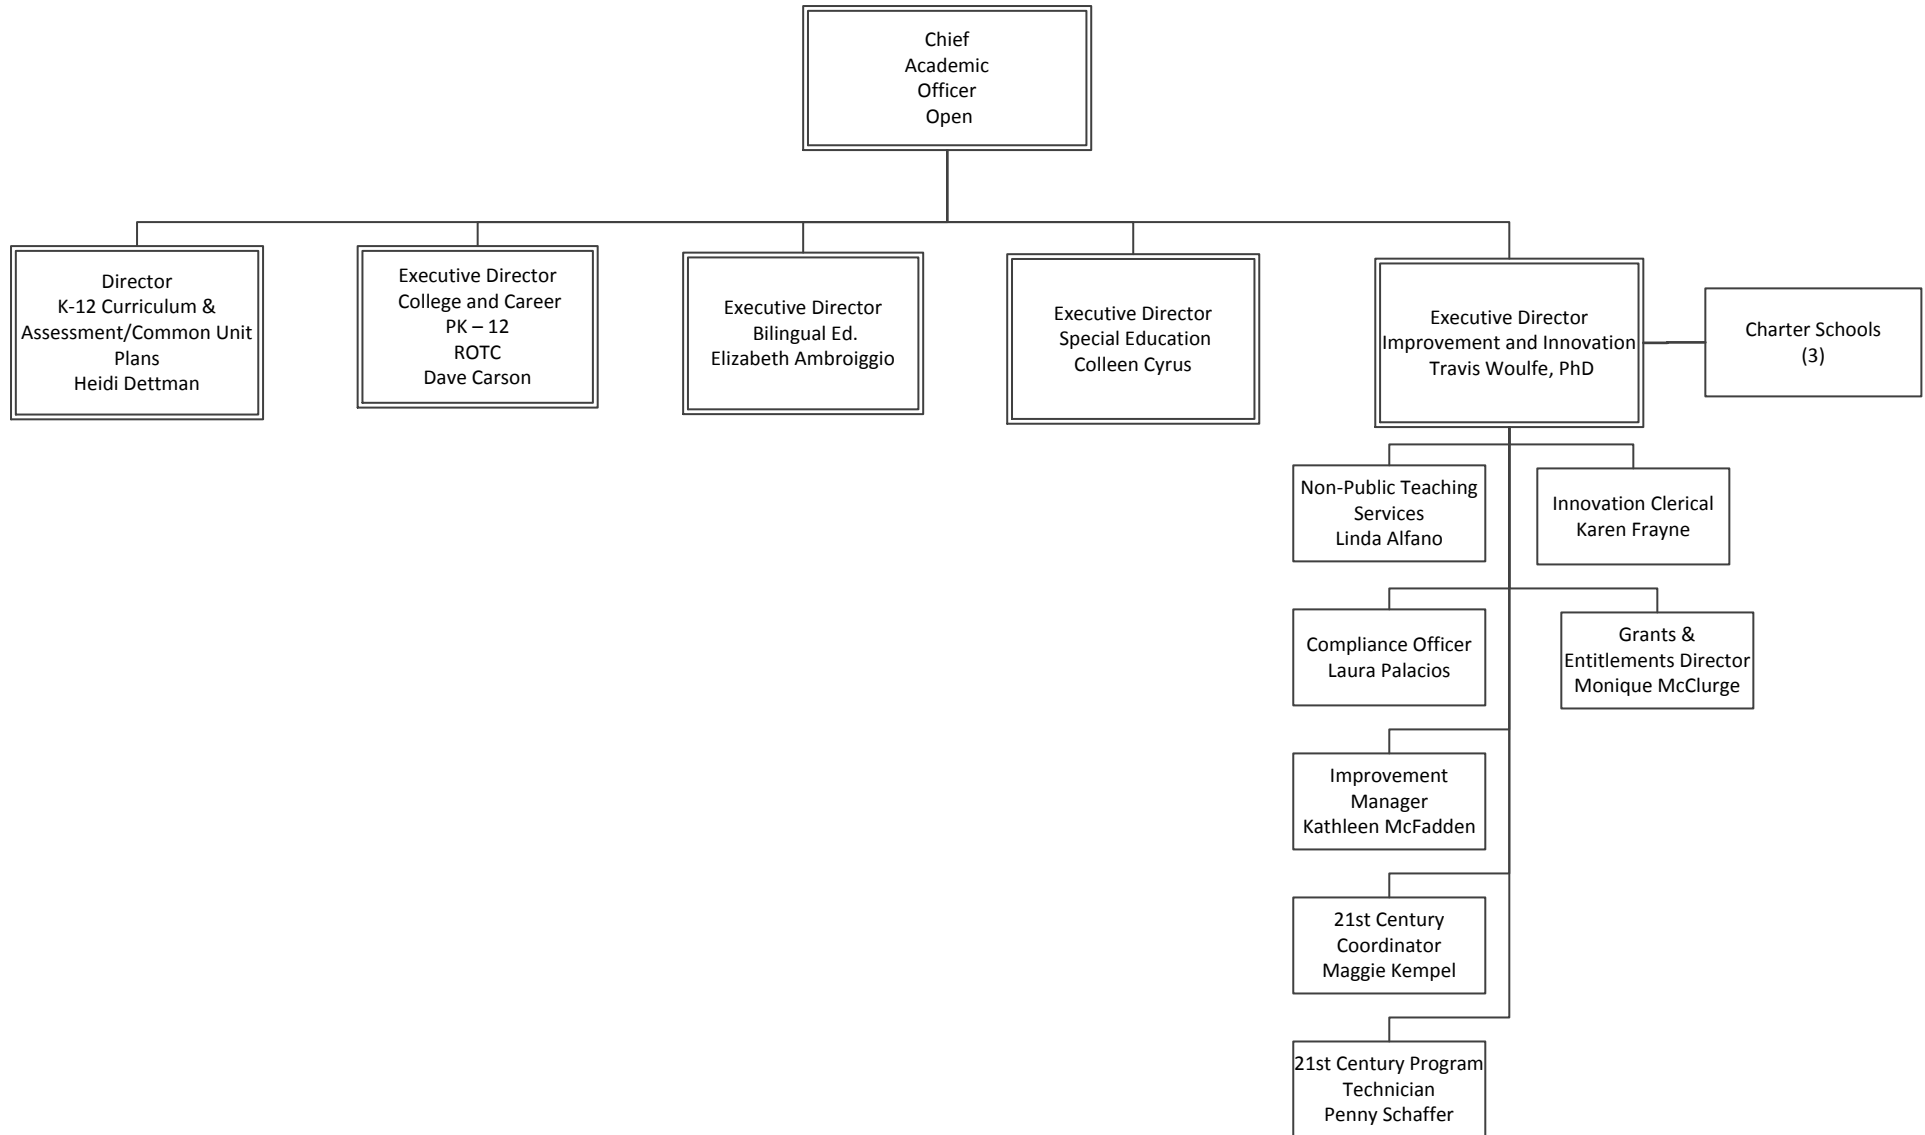 Chief
Academic
Officer
Open
Director
K-12 Curriculum &
Assessment/Common Unit
Plans
Heidi Dettman
Executive Director
College and Career
PK – 12
ROTC
Dave Carson
Executive Director
Bilingual Ed.
Elizabeth Ambroiggio
Executive Director
Special Education
Colleen Cyrus
Executive Director
Improvement and Innovation
Travis Woulfe, PhD
Charter Schools
(3)
Non-Public Teaching
Services
Linda Alfano
Innovation Clerical
Karen Frayne
Compliance Officer
Laura Palacios
Grants &
Entitlements Director
Monique McClurge
Improvement
Manager
Kathleen McFadden
21st Century
Coordinator
Maggie Kempel
21st Century Program
Technician
Penny Schaffer